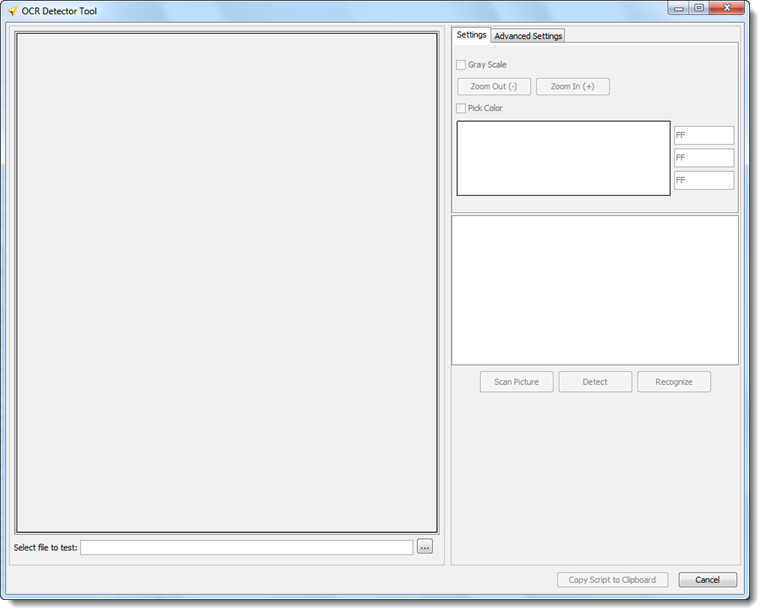 OCR Detector Tool
Settings
Advanced Settings
Gray Scale
Zoom Out (-)
Zoom In (+)
Pick Color
FF
FF
FF
Scan Picture
Detect
Recognize
Select file to test:
...
Copy Script to Clipboard
Cancel